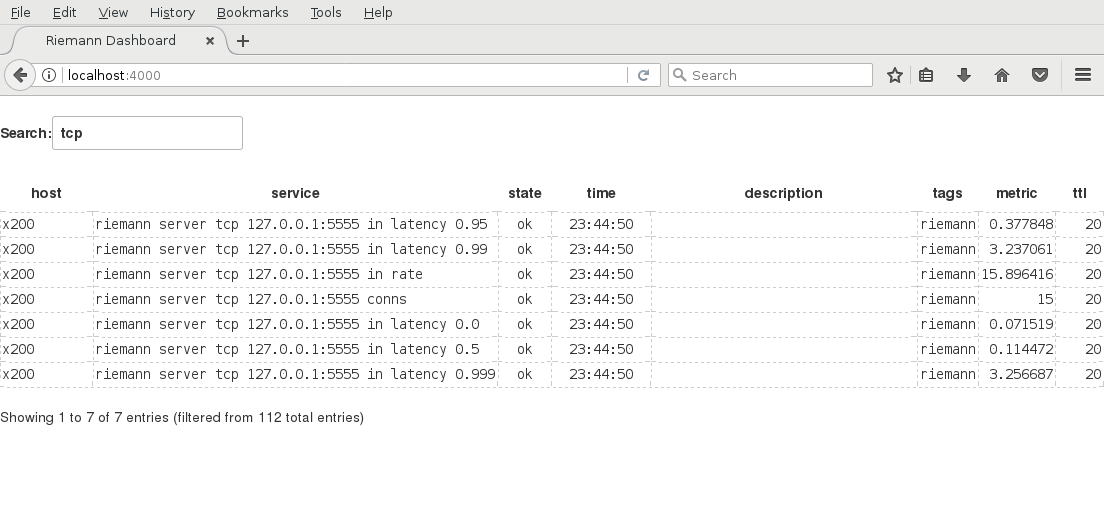 File Edit View History Bookmarks Tools Help
Riemann Dashboard × +
localhost:4000 Search
Search: tcp
host service state time description tags metric ttl
x200 riemann server tcp 127.0.0.1:5555 in latency 0.95 ok 23:44:50 riemann 0.377848 20
x200 riemann server tcp 127.0.0.1:5555 in latency 0.99 ok 23:44:50 riemann 3.237061 20
x200 riemann server tcp 127.0.0.1:5555 in rate ok 23:44:50 riemann 15.896416 20
x200 riemann server tcp 127.0.0.1:5555 conns ok 23:44:50 riemann 15 20
x200 riemann server tcp 127.0.0.1:5555 in latency 0.0 ok 23:44:50 riemann 0.071519 20
x200 riemann server tcp 127.0.0.1:5555 in latency 0.5 ok 23:44:50 riemann 0.114472 20
x200 riemann server tcp 127.0.0.1:5555 in latency 0.999 ok 23:44:50 riemann 3.256687 20
Showing 1 to 7 of 7 entries (filtered from 112 total entries)